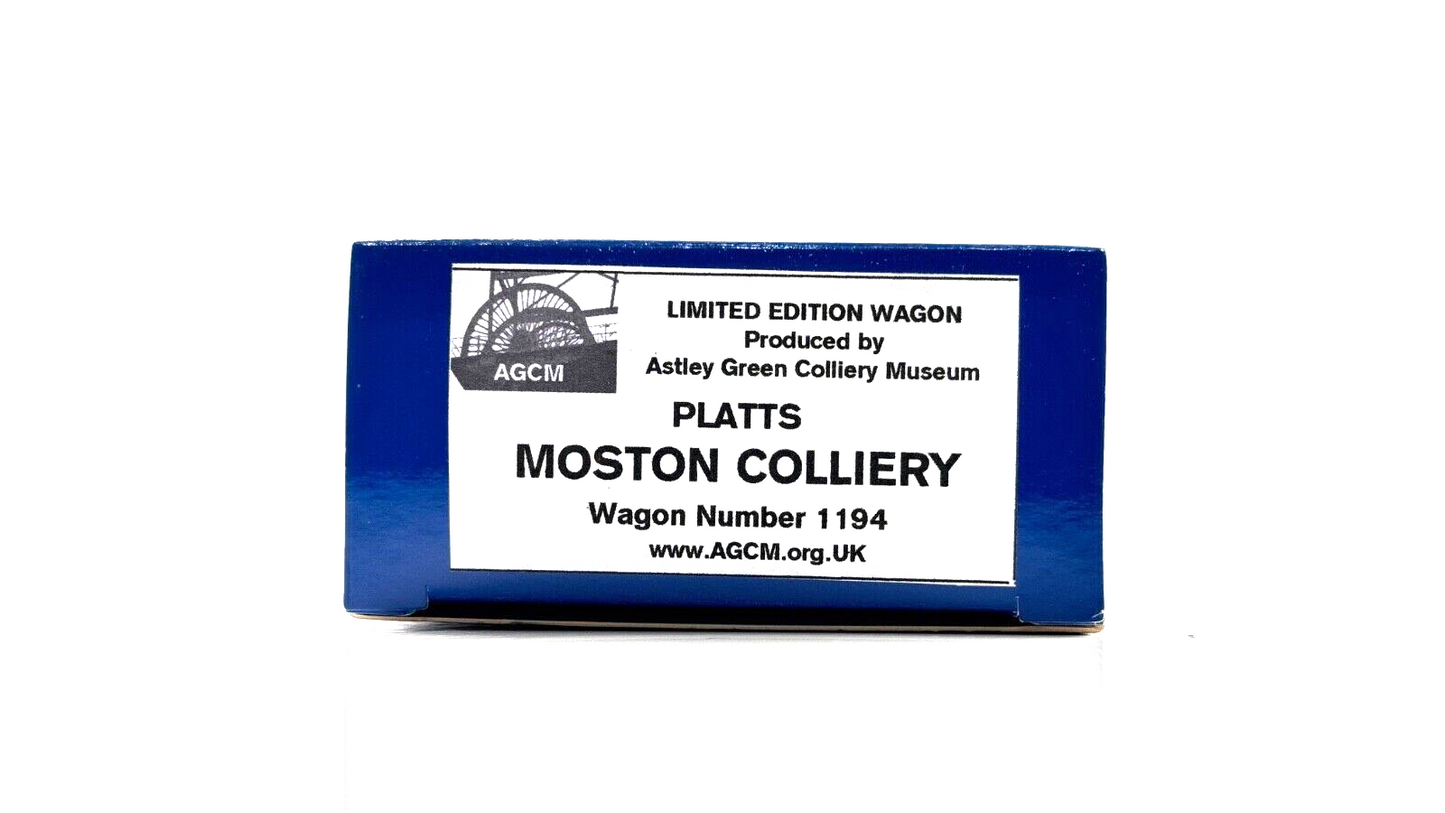 LIMITED EDITION WAGON
Produced by
Astley Green Colliery Museum
AGCM
PLATTS
MOSTON COLLIERY
Wagon Number 1194
www.AGCM.org.UK